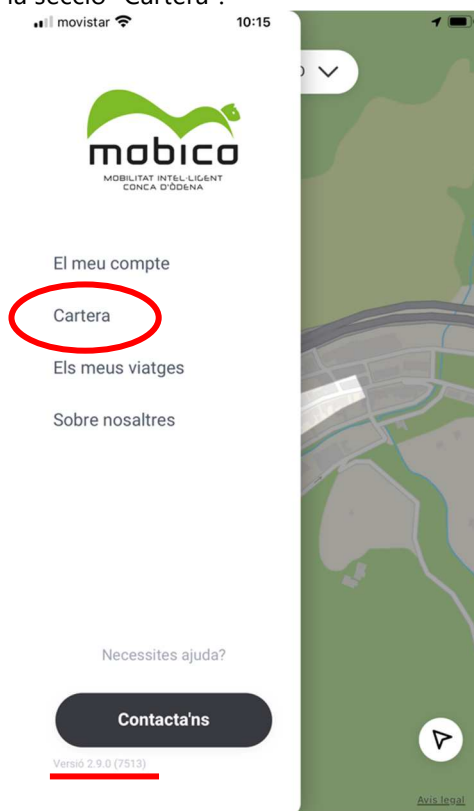 la secció "Cartera".
movistar 10:15
mobico
MOBILITAT INTEL·LIGENT
CONCA D'ÒDENA
El meu compte
Cartera
Els meus viatges
Sobre nosaltres
Necessites ajuda?
Contacta'ns
Versió 2.9.0 (7513)
Avís legal